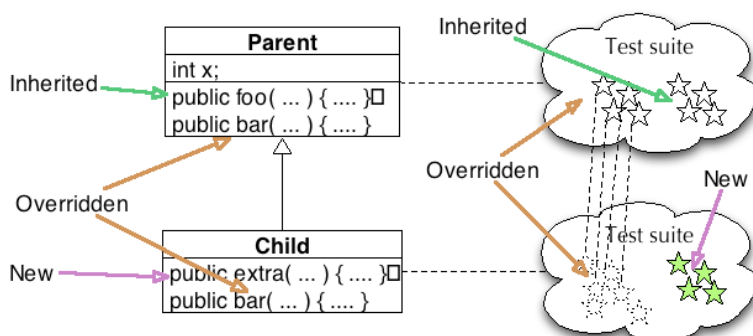 Parent
int x;
public foo( ... ) { .... }
public bar( ... ) { .... }
Inherited
Overridden
Child
public extra( ... ) { .... }
public bar( ... ) { .... }
New
Inherited
Test suite
Overridden
New
Test suite